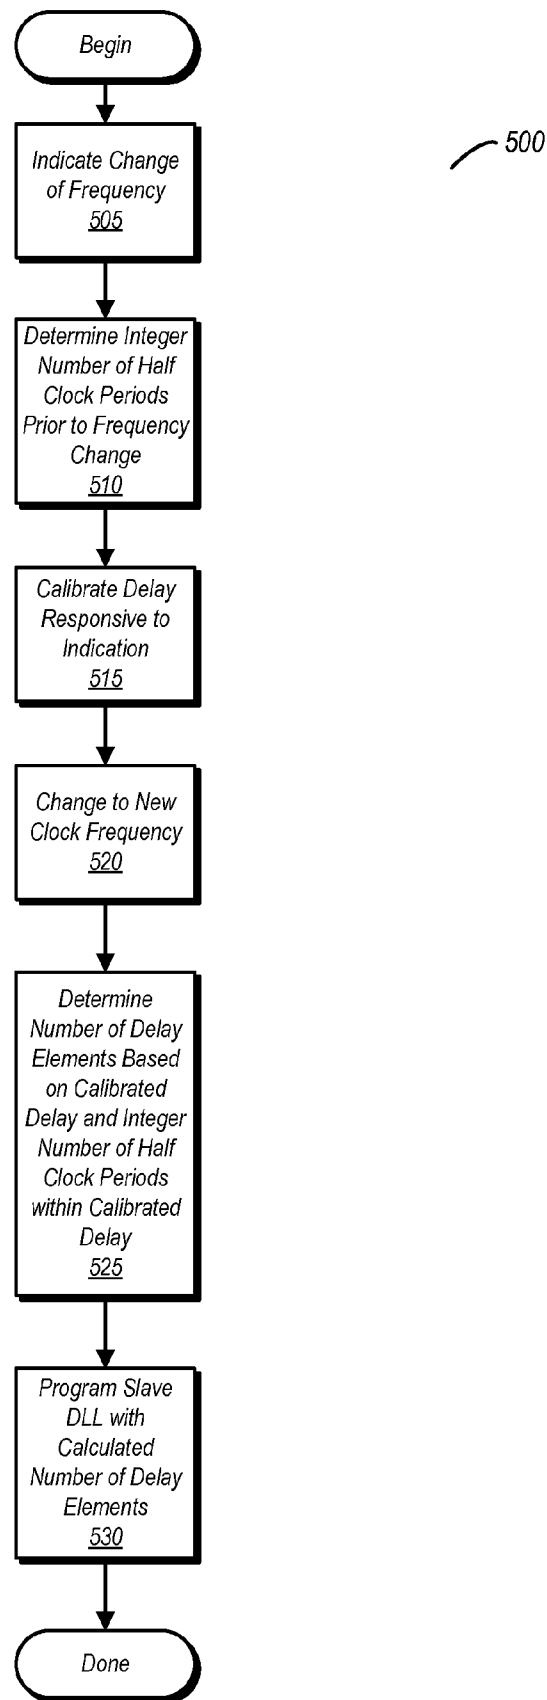 Begin
500
Indicate Change
of Frequency
505
Determine Integer
Number of Half
Clock Periods
Prior to Frequency
Change
510
Calibrate Delay
Responsive to
Indication
515
Change to New
Clock Frequency
520
Determine
Number of Delay
Elements Based
on Calibrated
Delay and Integer
Number of Half
Clock Periods
within Calibrated
Delay
525
Program Slave
DLL with
Calculated
Number of Delay
Elements
530
Done